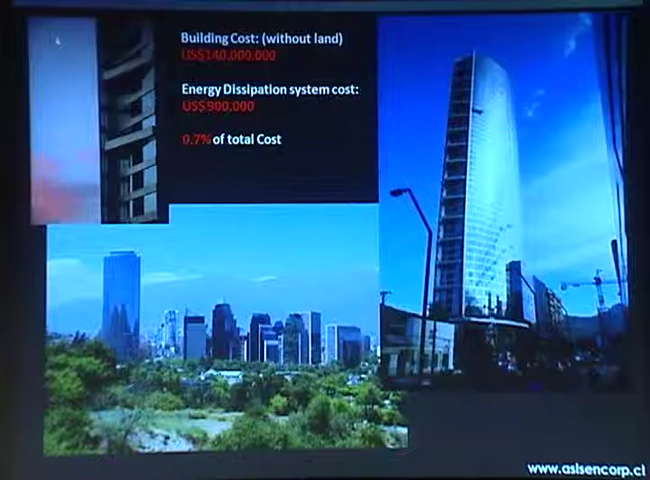 Building Cost: (without land)
US$140,000,000
Energy Dissipation system cost:
US$900,000
0.7% of total Cost
www.asisencorp.cl